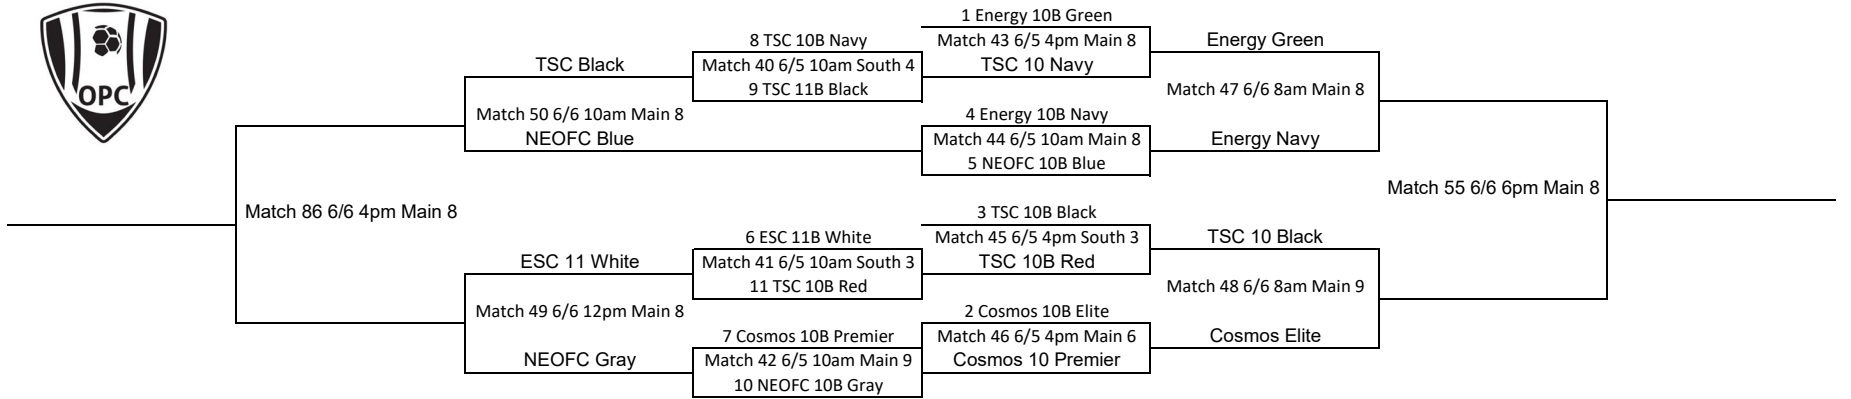 1 Energy 10B Green
8 TSC 10B Navy
Match 43 6/5 4pm Main 8
Energy Green
TSC Black
Match 40 6/5 10am South 4
TSC 10 Navy
9 TSC 11B Black
Match 47 6/6 8am Main 8
OPC
Match 50 6/6 10am Main 8
4 Energy 10B Navy
NEOFC Blue
Match 44 6/5 10am Main 8
Energy Navy
5 NEOFC 10B Blue
Match 55 6/6 6pm Main 8
Match 86 6/6 4pm Main 8
3 TSC 10B Black
6 ESC 11B White
Match 45 6/5 4pm South 3
TSC 10 Black
ESC 11 White
Match 41 6/5 10am South 3
TSC 10B Red
11 TSC 10B Red
Match 48 6/6 8am Main 9
Match 49 6/6 12pm Main 8
2 Cosmos 10B Elite
7 Cosmos 10B Premier
Match 46 6/5 4pm Main 6
Cosmos Elite
NEOFC Gray
Match 42 6/5 10am Main 9
Cosmos 10 Premier
10 NEOFC 10B Gray